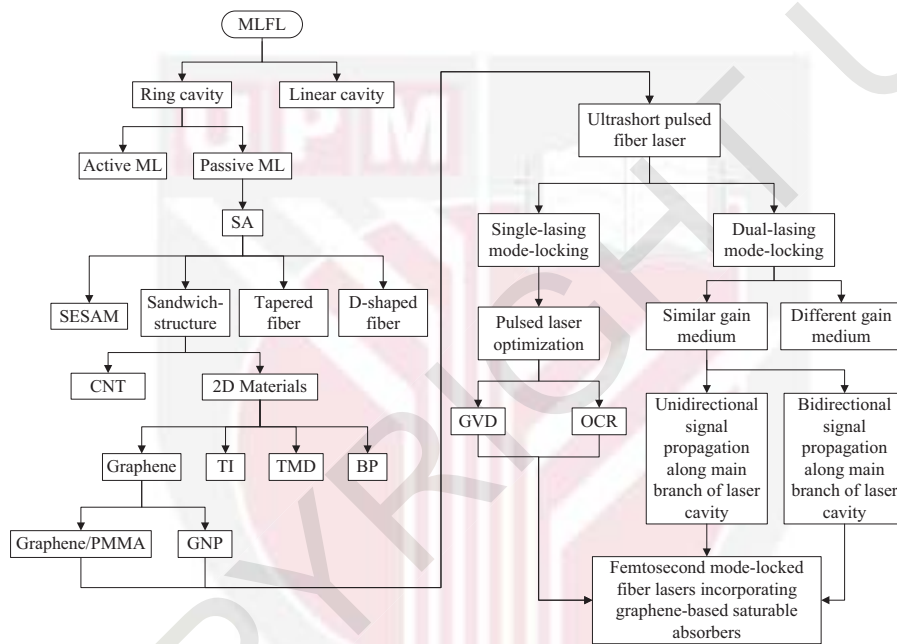 MLFL
Ring cavity
Linear cavity
Active ML
Passive ML
SA
SESAM
Sandwich-
structure
Tapered
fiber
D-shaped
fiber
CNT
2D Materials
Graphene
TI
TMD
BP
Graphene/PMMA
GNP
Ultrashort pulsed
fiber laser
Single-lasing
mode-locking
Dual-lasing
mode-locking
Pulsed laser
optimization
Similar gain
medium
Different gain
medium
GVD
OCR
Unidirectional
signal
propagation
along main
branch of laser
cavity
Bidirectional
signal
propagation
along main
branch of laser
cavity
Femtosecond mode-locked
fiber lasers incorporating
graphene-based saturable
absorbers
UPM
PYRIGHT U